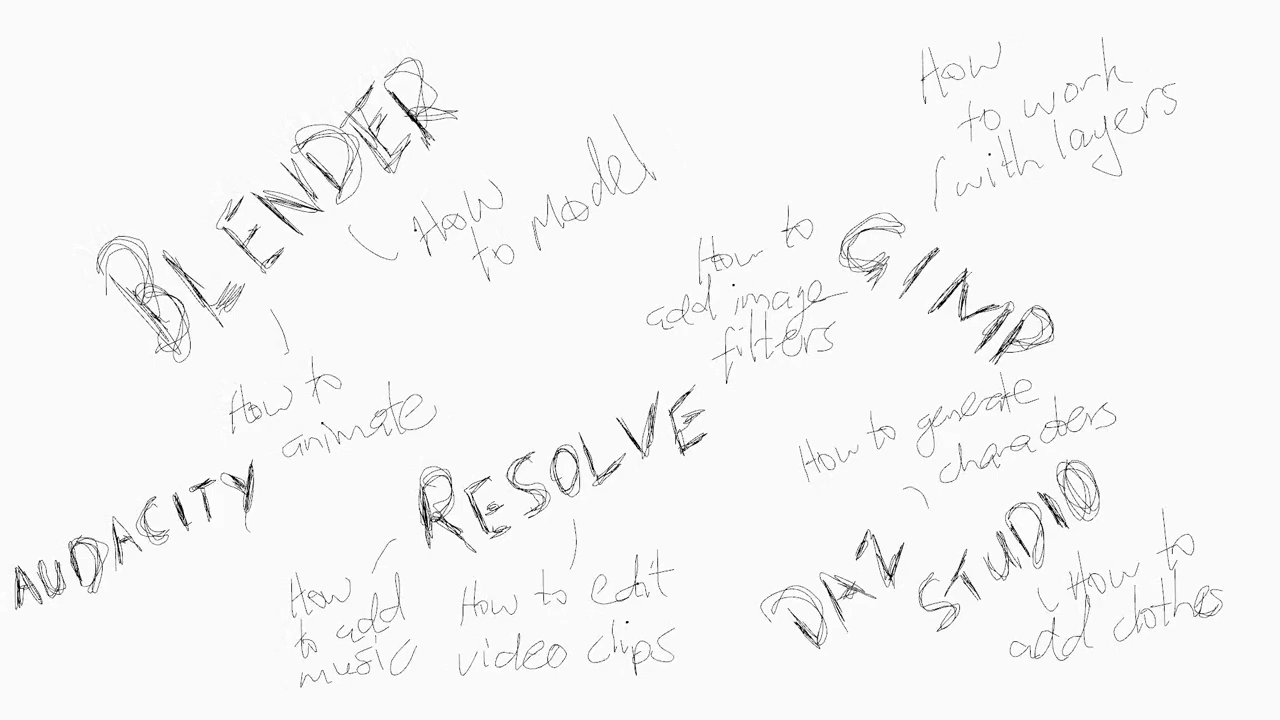 BLENDER
How
to model
How to
animate
How
to work
with layers
GIMP
How to
add image
filters
AUDACITY
RESOLVE
How
to add
music
How to edit
video clips
How to generate
characters
DAZ
STUDIO
How to
add clothes